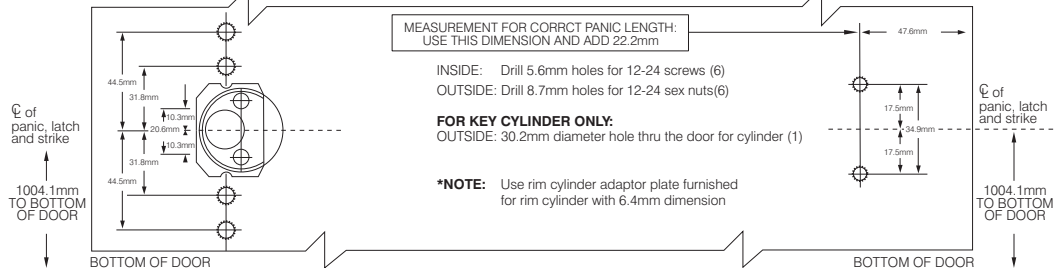 MEASUREMENT FOR CORRCT PANIC LENGTH:
USE THIS DIMENSION AND ADD 22.2mm
47.6mm
44.5mm
31.8mm
10.3mm
20.6mm
10.3mm
31.8mm
44.5mm
℄ of
panic, latch
and strike
1004.1mm
TO BOTTOM
OF DOOR
BOTTOM OF DOOR
INSIDE: Drill 5.6mm holes for 12-24 screws (6)
OUTSIDE: Drill 8.7mm holes for 12-24 sex nuts(6)
FOR KEY CYLINDER ONLY:
OUTSIDE: 30.2mm diameter hole thru the door for cylinder (1)
*NOTE: Use rim cylinder adaptor plate furnished
for rim cylinder with 6.4mm dimension
17.5mm
34.9mm
17.5mm
℄ of
panic, latch
and strike
1004.1mm
TO BOTTOM
OF DOOR
BOTTOM OF DOOR